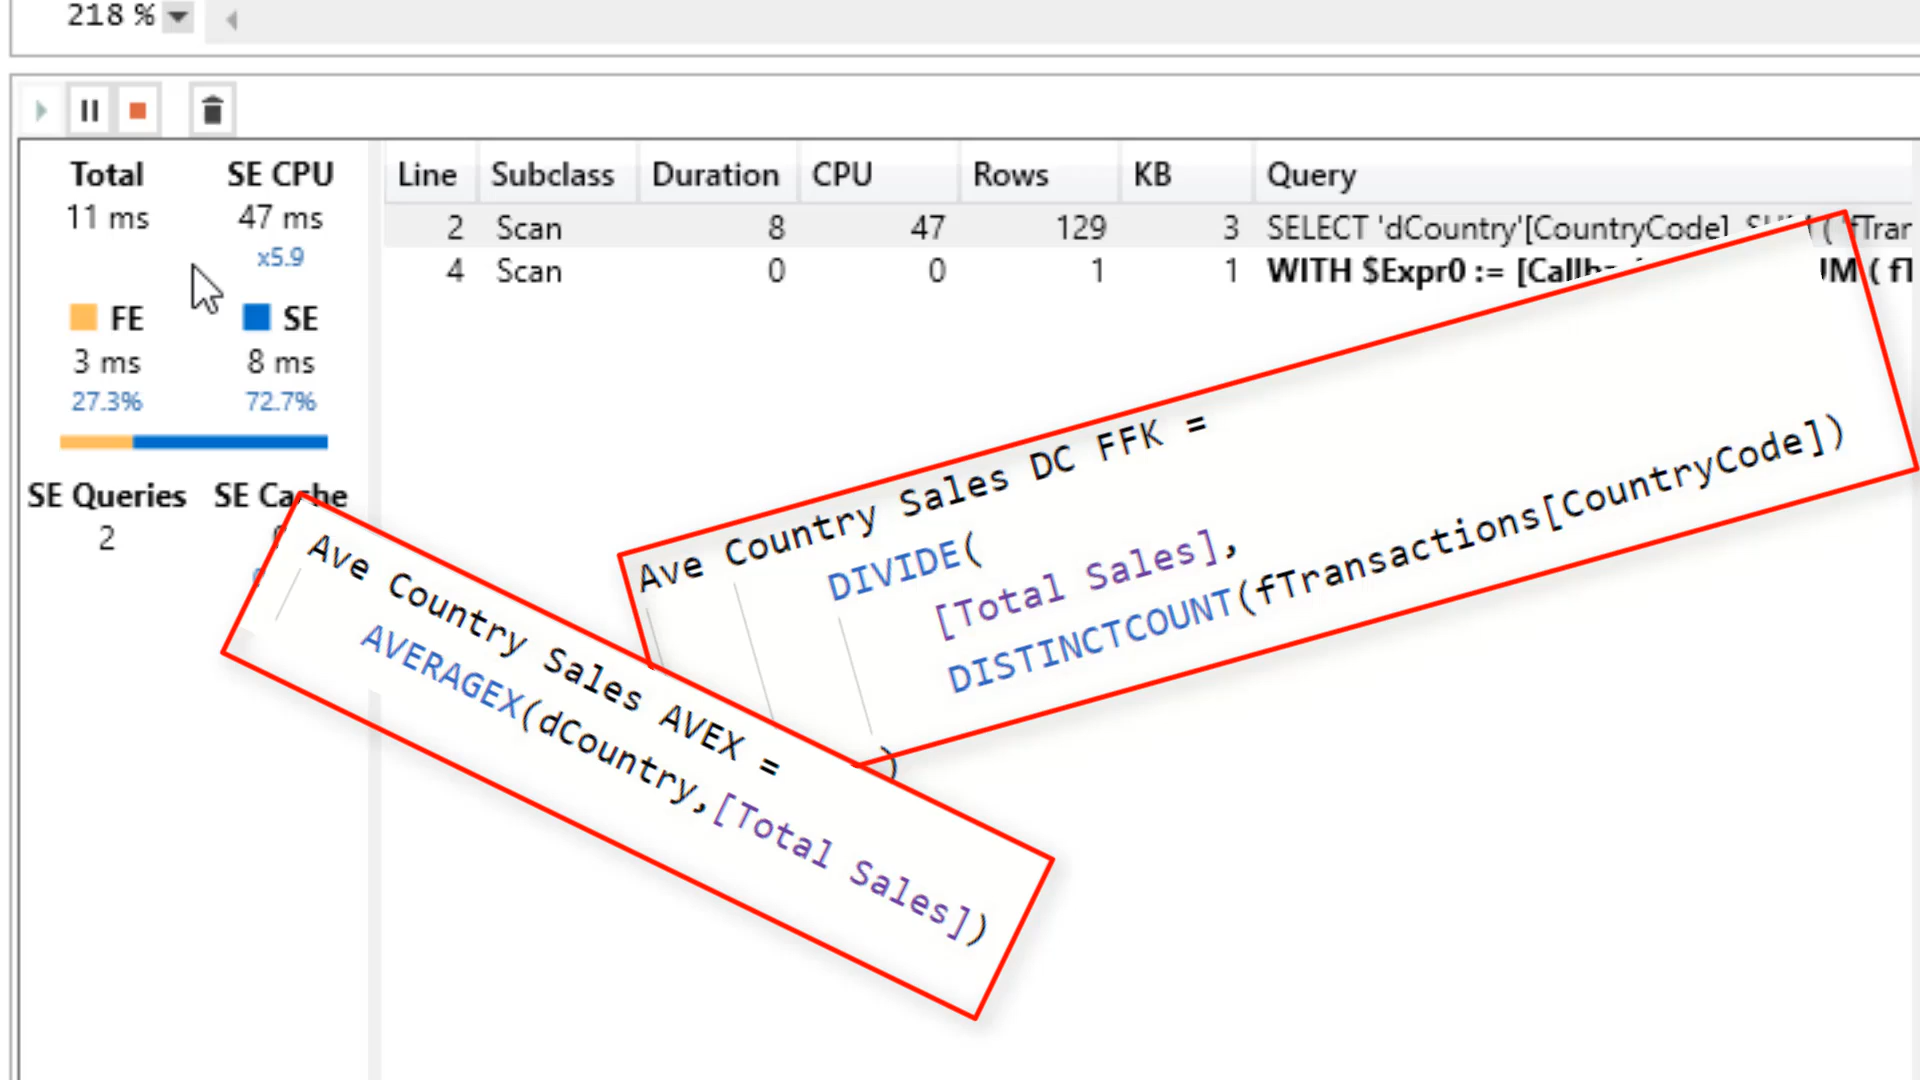 218 %
Total SE CPU
11 ms 47 ms
x5.9
FE SE
3 ms 8 ms
27.3% 72.7%
SE Queries SE Cache
2
Line Subclass Duration CPU Rows KB Query
2 Scan 8 47 129 3 SELECT 'dCountry'[CountryCode]
4 Scan 0 0 1 1 WITH $Expr0 :=
Ave Country Sales DC FFK =
DIVIDE(
[Total Sales],
DISTINCTCOUNT(fTransactions[CountryCode])
)
Ave Country Sales AVEX =
AVERAGEX(dCountry,[Total Sales])